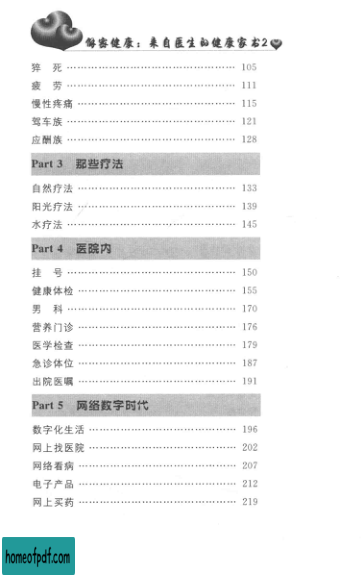 解密健康：来自医生的健康家书2
猝 死 …… 105
疲 劳 …… 111
慢性疼痛 …… 115
驾车族 …… 121
应酬族 …… 128
Part 3 那些疗法
自然疗法 …… 133
阳光疗法 …… 139
水疗法 …… 145
Part 4 医院内
挂 号 …… 150
健康体检 …… 155
男 科 …… 170
营养门诊 …… 176
医学检查 …… 179
急诊体位 …… 187
出院医嘱 …… 191
Part 5 网络数字时代
数字化生活 …… 196
网上找医院 …… 202
网络看病 …… 207
电子产品 …… 212
网上买药 …… 219
homeofpdf.com